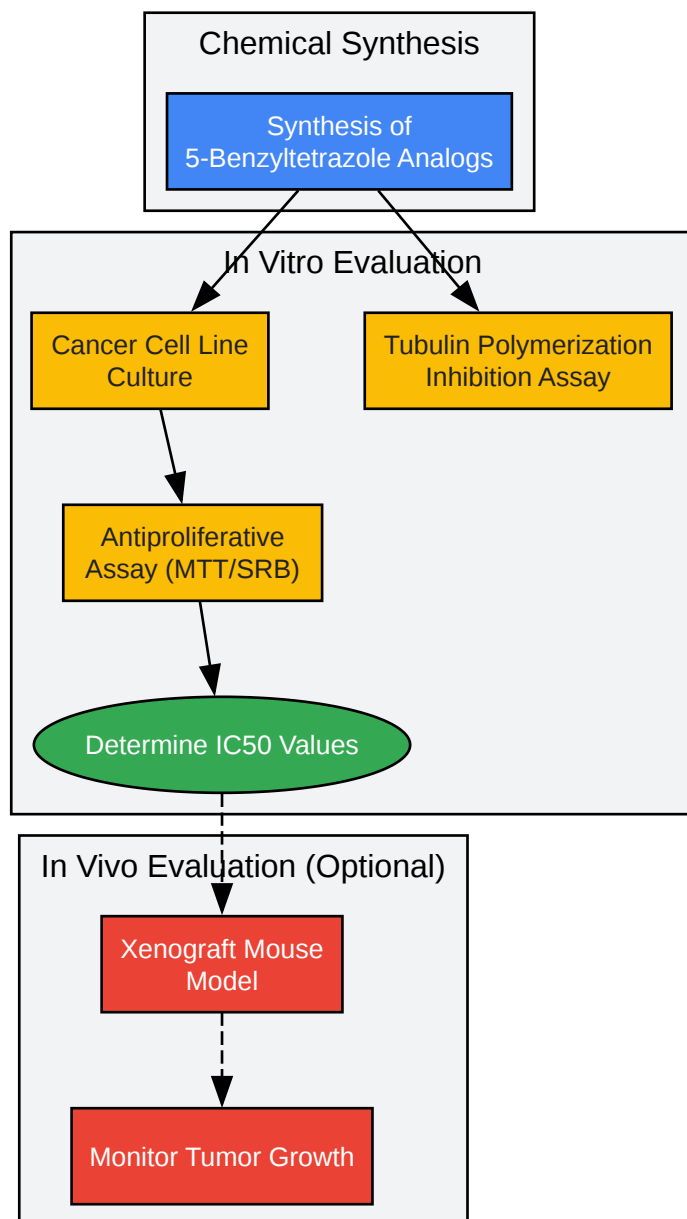 Chemical Synthesis
Synthesis of
5-Benzyltetrazole Analogs
In Vitro Evaluation
Cancer Cell Line
Culture
Tubulin Polymerization
Inhibition Assay
Antiproliferative
Assay (MTT/SRB)
Determine IC50 Values
In Vivo Evaluation (Optional)
Xenograft Mouse
Model
Monitor Tumor Growth